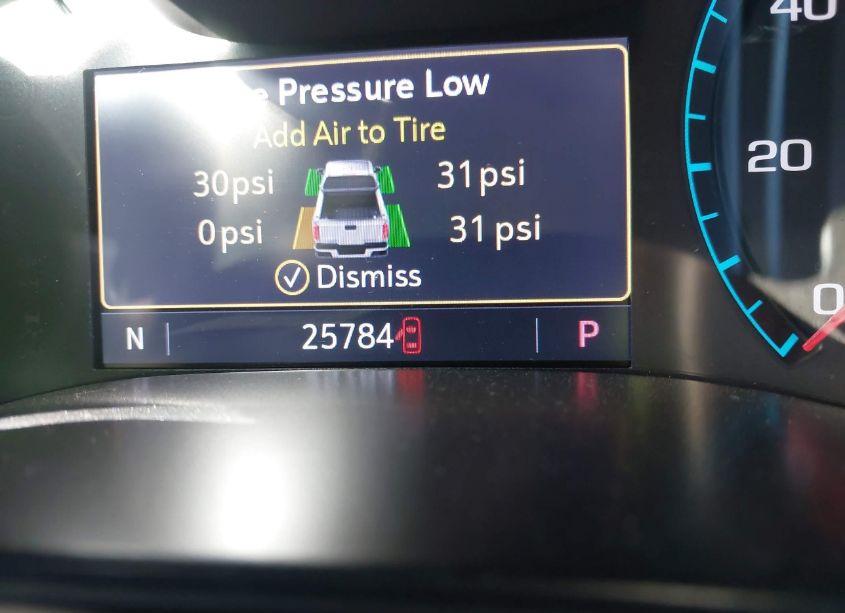 Pressure Low
Add Air to Tire
30psi 31psi
0psi 31psi
Dismiss
N 25784 P
40
20
0